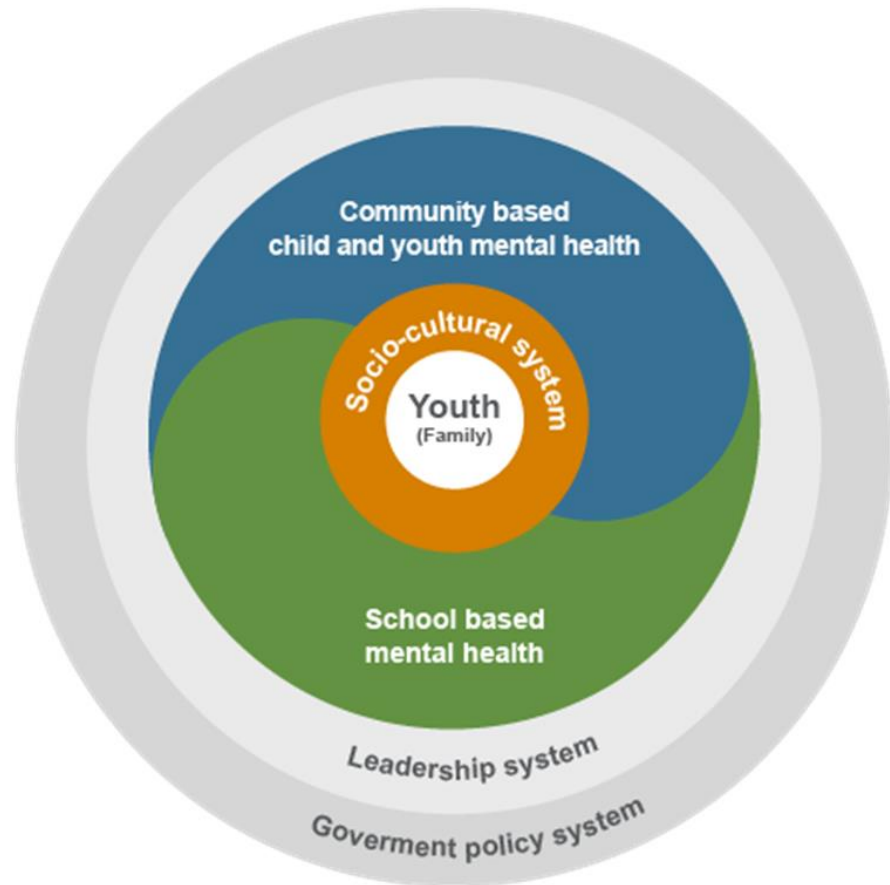 Community based
child and youth mental health
Socio-cultural system
Youth
(Family)
School based
mental health
Leadership system
Goverment policy system